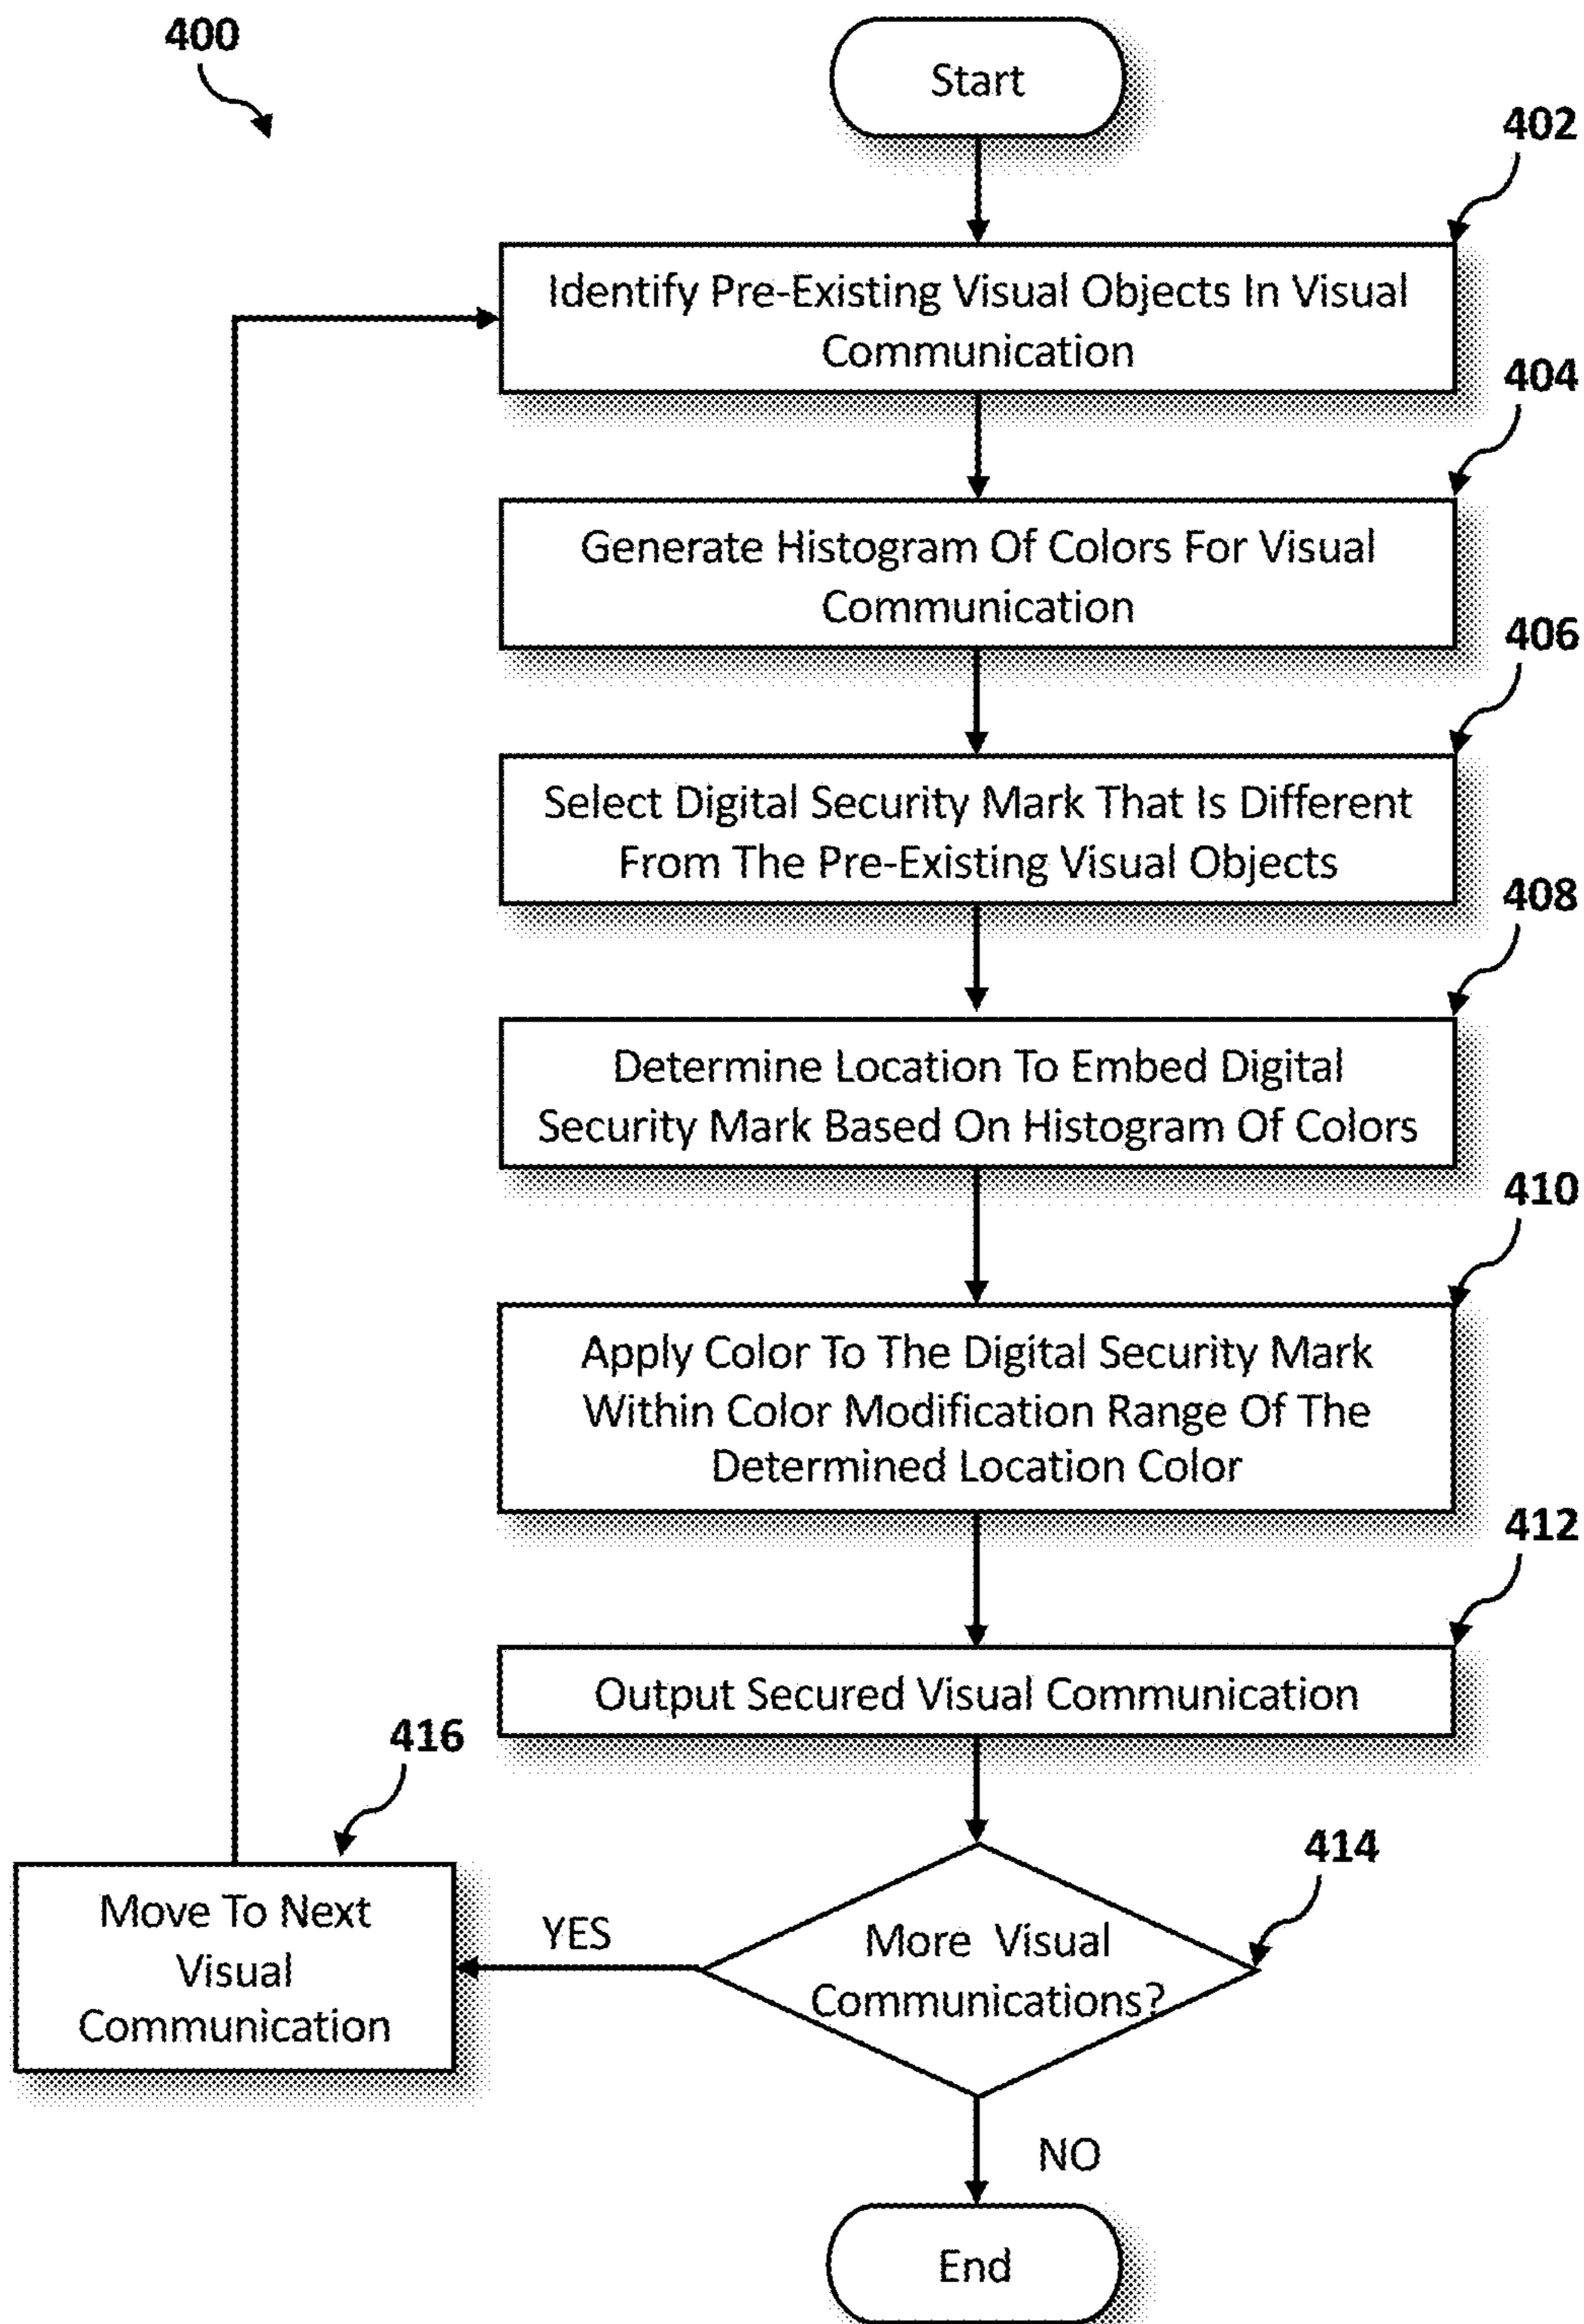 400
Start
402
Identify Pre-Existing Visual Objects In Visual
Communication
404
Generate Histogram Of Colors For Visual
Communication
406
Select Digital Security Mark That Is Different
From The Pre-Existing Visual Objects
408
Determine Location To Embed Digital
Security Mark Based On Histogram Of Colors
410
Apply Color To The Digital Security Mark
Within Color Modification Range Of The
Determined Location Color
412
Output Secured Visual Communication
416
Move To Next
Visual
Communication
YES
414
More Visual
Communications?
NO
End